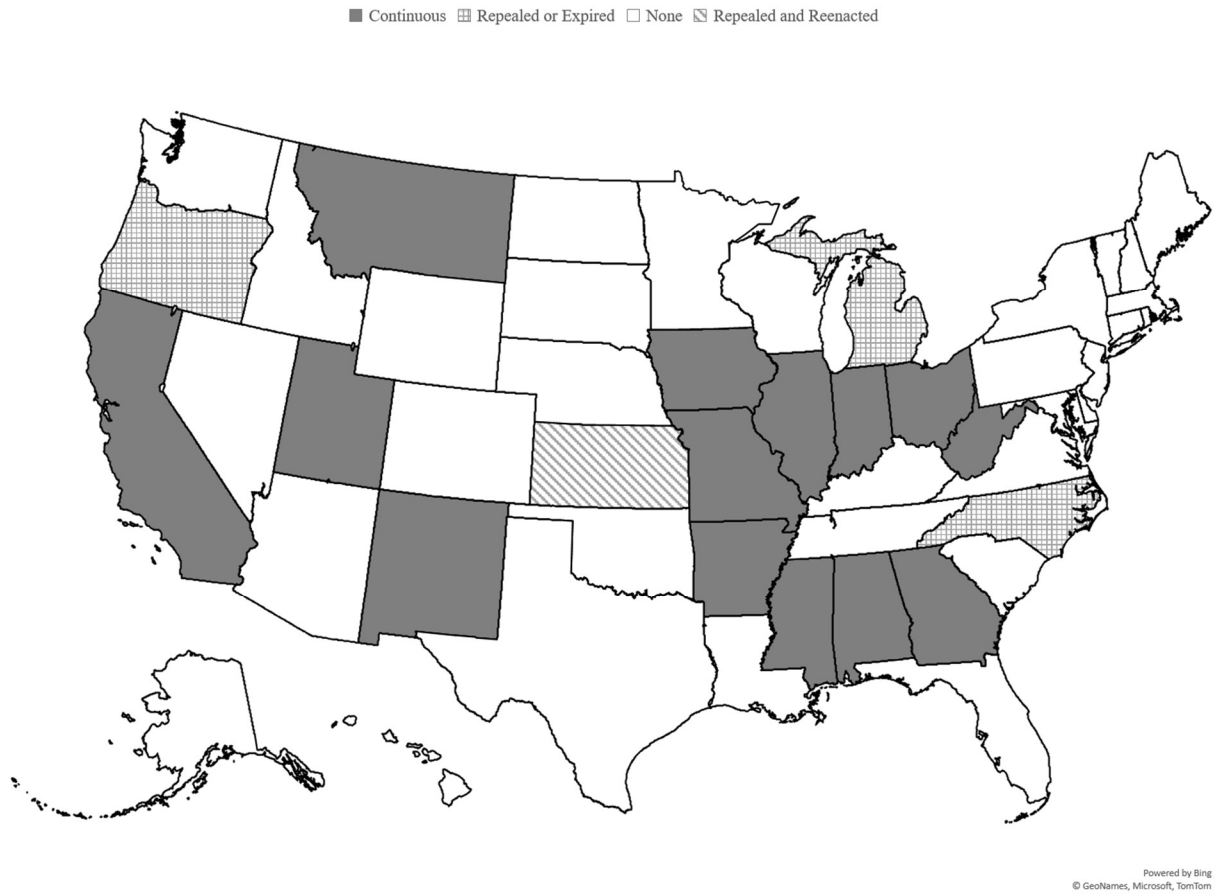 Continuous Repealed or Expired None Repealed and Reenacted
Powered by Bing
© GeoNames, Microsoft, TomTom